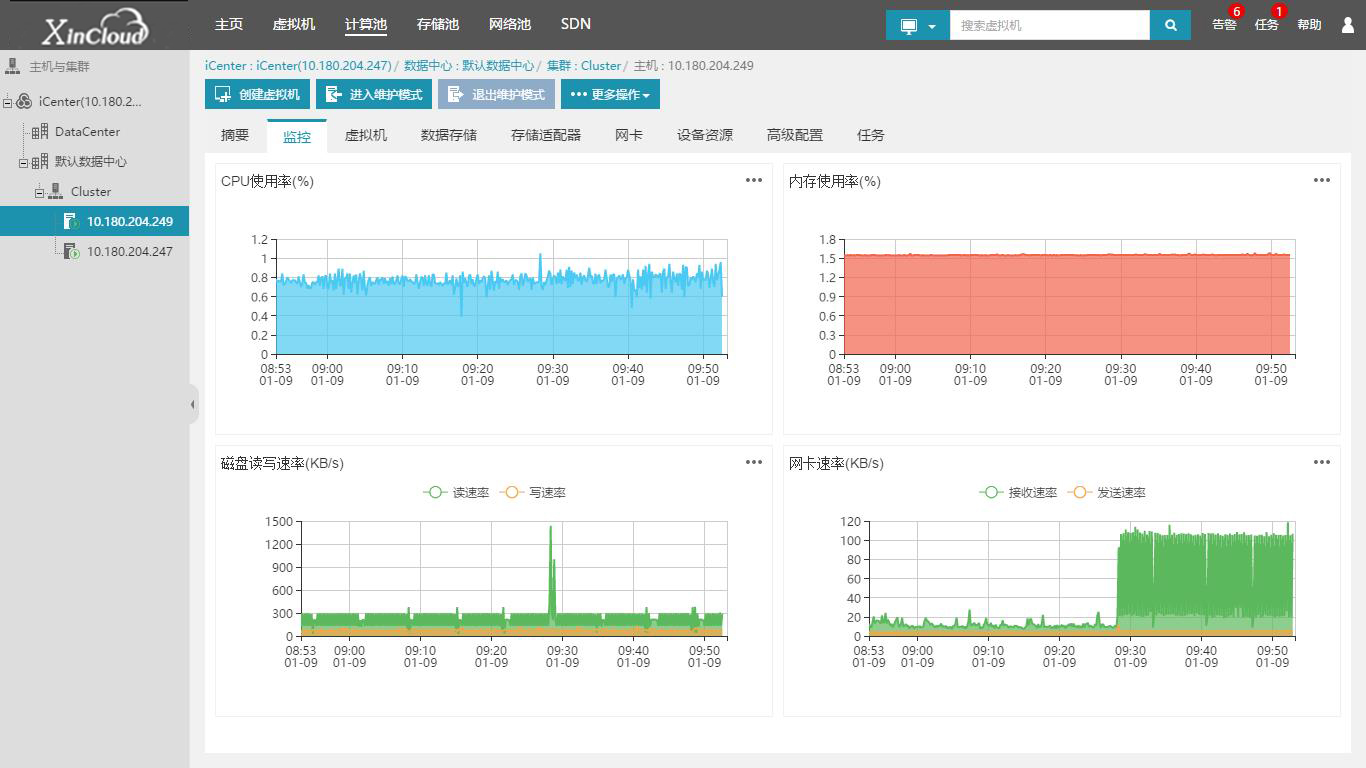 XinCloud
主页 虚拟机 计算池 存储池 网络池 SDN
搜索虚拟机
告警 6 任务 1 帮助
主机与集群
iCenter(10.180.2...
DataCenter
默认数据中心
Cluster
10.180.204.249
10.180.204.247
iCenter : iCenter(10.180.204.247) / 数据中心 : 默认数据中心 / 集群 : Cluster / 主机 : 10.180.204.249
创建虚拟机 进入维护模式 退出维护模式 更多操作
摘要 监控 虚拟机 数据存储 存储适配器 网卡 设备资源 高级配置 任务
CPU使用率(%)
1.2
1
0.8
0.6
0.4
0.2
0
08:53 09:00 09:10 09:20 09:30 09:40 09:50
01-09 01-09 01-09 01-09 01-09 01-09 01-09
内存使用率(%)
1.8
1.5
1.2
0.9
0.6
0.3
0
08:53 09:00 09:10 09:20 09:30 09:40 09:50
01-09 01-09 01-09 01-09 01-09 01-09 01-09
磁盘读写速率(KB/s)
读速率 写速率
1500
1200
900
600
300
0
08:53 09:00 09:10 09:20 09:30 09:40 09:50
01-09 01-09 01-09 01-09 01-09 01-09 01-09
网卡速率(KB/s)
接收速率 发送速率
120
100
80
60
40
20
0
08:53 09:00 09:10 09:20 09:30 09:40 09:50
01-09 01-09 01-09 01-09 01-09 01-09 01-09